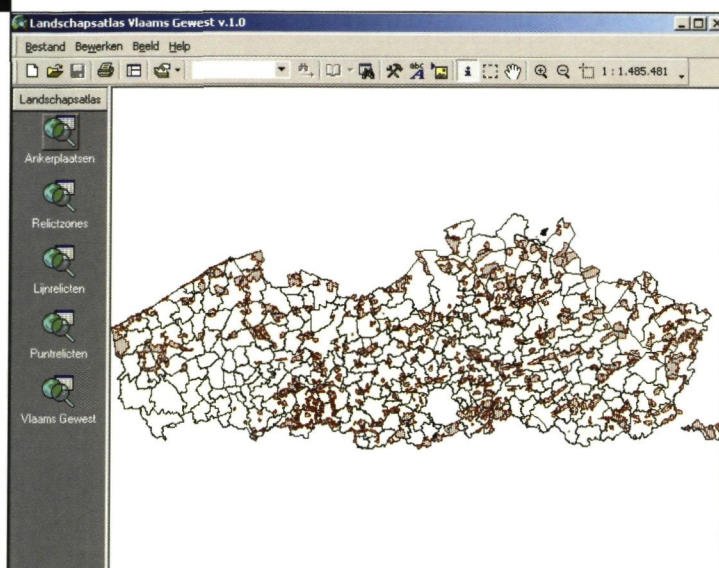 Landschapsatlas Vlaams Gewest v.1.0
Bestand Bewerken Beeld Help
abc
A
i
1 : 1.485.481
Landschapsatlas
Ankerplaatsen
Relictzones
Lijnrelicten
Puntrelicten
Vlaams Gewest